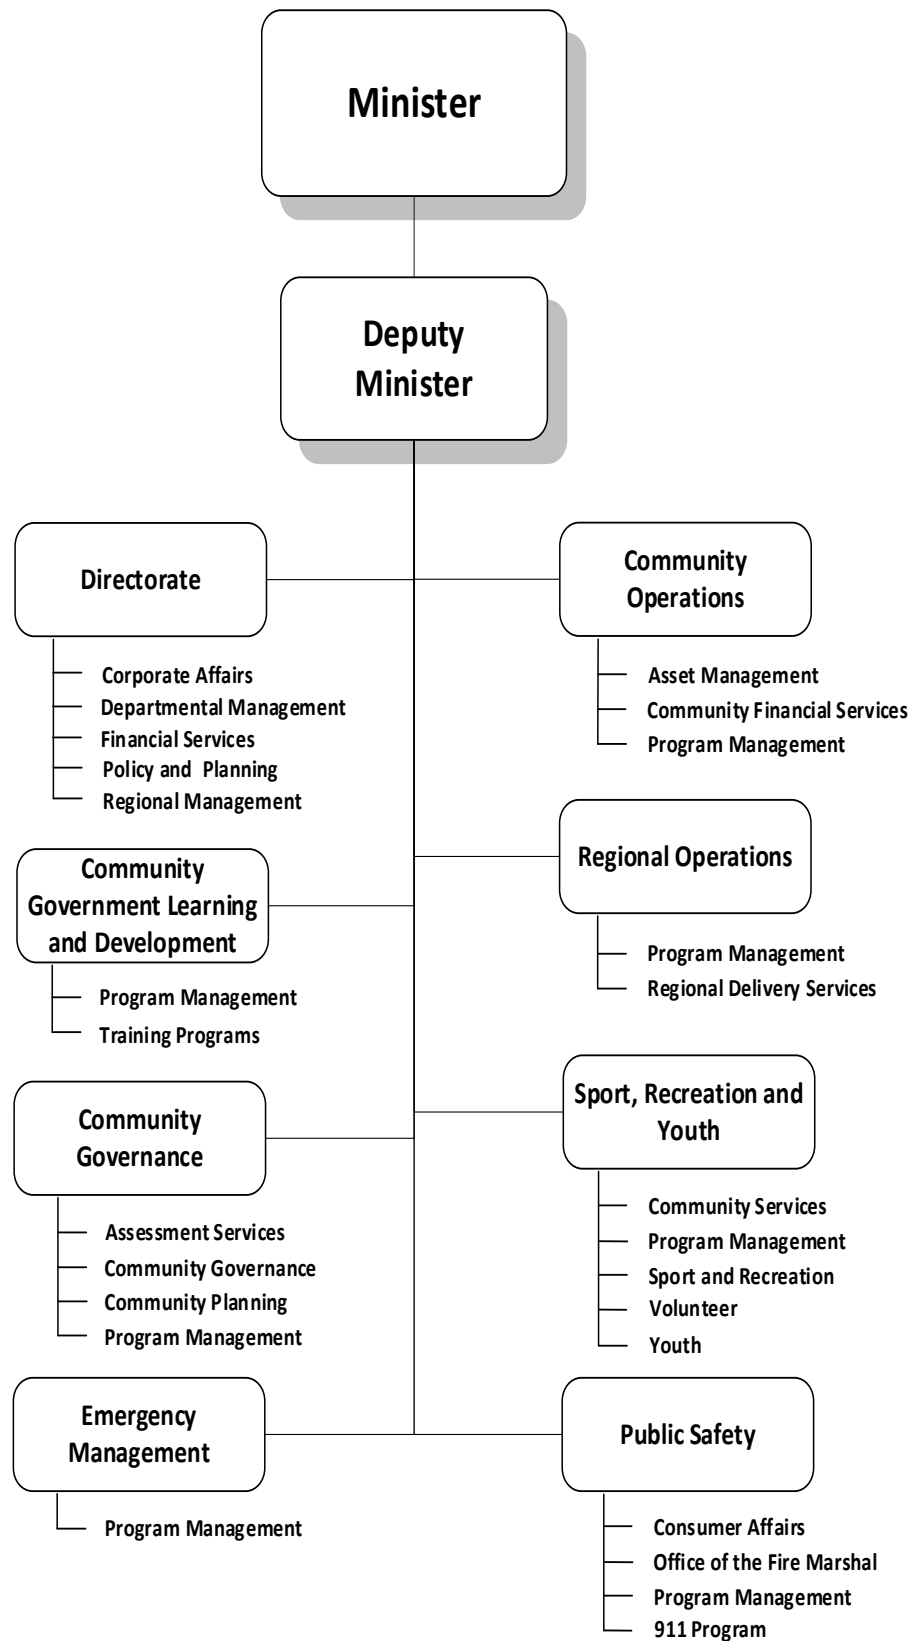 Minister
Deputy
Minister
Directorate
Corporate Affairs
Departmental Management
Financial Services
Policy and  Planning
Regional Management
Community
Operations
Asset Management
Community Financial Services
Program Management
Community
Government Learning
and Development
Program Management
Training Programs
Regional Operations
Program Management
Regional Delivery Services
Community
Governance
Assessment Services
Community Governance
Community Planning
Program Management
Sport, Recreation and
Youth
Community Services
Program Management
Sport and Recreation
Volunteer
Youth
Emergency
Management
Program Management
Public Safety
Consumer Affairs
Office of the Fire Marshal
Program Management
911 Program